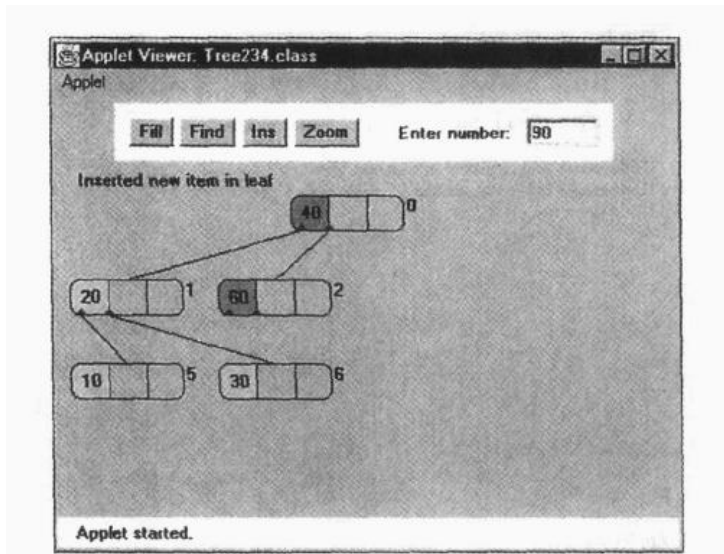 Applet Viewer: Tree234.class
Applet
Fill Find Ins Zoom Enter number: 90
Inserted new item in leaf
40 0
20 1 60 2
10 5 30 6
Applet started.